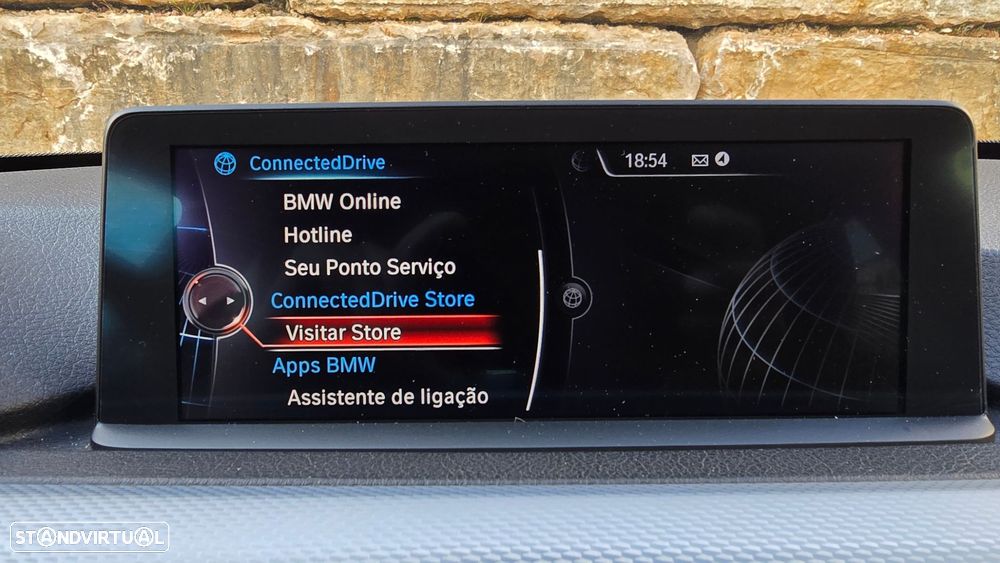 ConnectedDrive
18:54
BMW Online
Hotline
Seu Ponto Serviço
ConnectedDrive Store
Visitar Store
Apps BMW
Assistente de ligação
STANDVIRTUAL